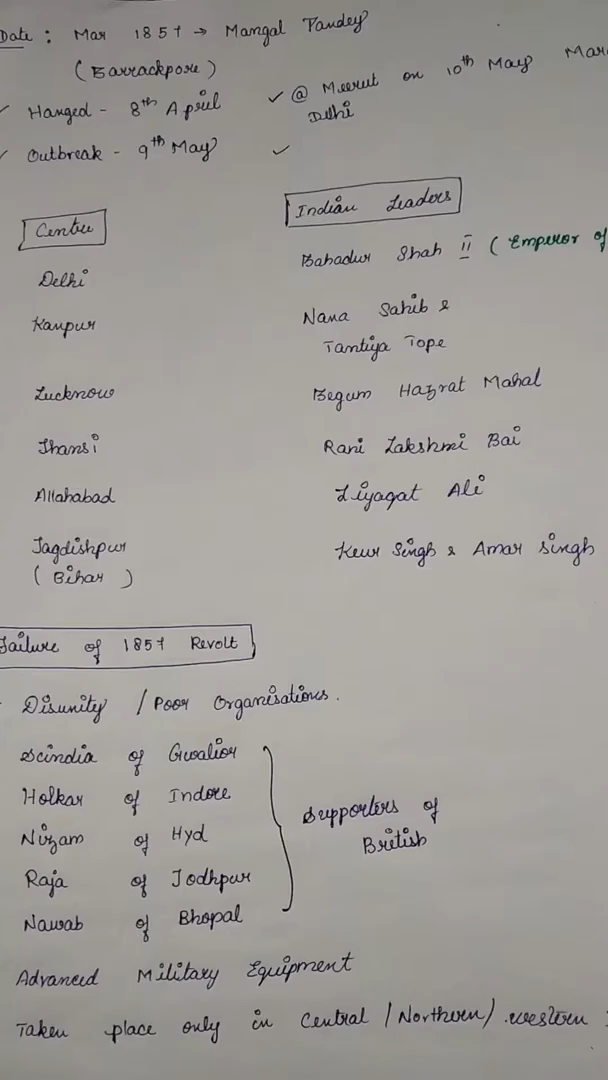 Date : Mar 1857 → Mangal Pandey
(Barrackpore)
✓ Hanged - 8th April
✓ @ Meerut on 10th May
Delhi
✓ Outbreak - 9th May ✓
Centre Indian Leaders
Delhi Bahadur Shah II (Emperor of
Kanpur Nana Sahib &
Tantiya Tope
Lucknow Begum Hazrat Mahal
Jhansi Rani Lakshmi Bai
Allahabad Liyaqat Ali
Jagdishpur Keur Singh & Amar Singh
(Bihar)
Failure of 1857 Revolt
Disunity / Poor Organisations.
Scindia of Gwalior
Holkar of Indore
Nizam of Hyd
Raja of Jodhpur
Nawab of Bhopal
Supporters of
British
Advanced Military Equipment
Taken place only in Central / Northern / western